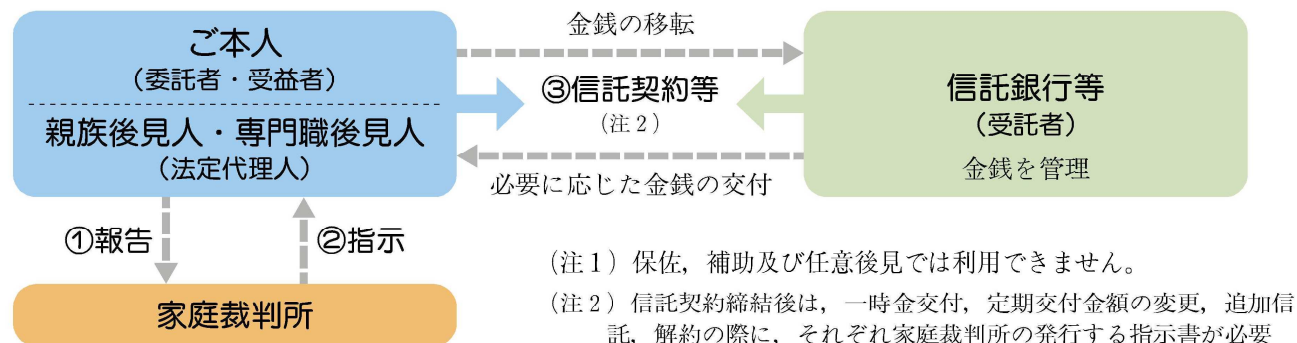 金銭の移転
ご本人
（委託者・受益者）
親族後見人・専門職後見人
（法定代理人）
③信託契約等
（注２）
信託銀行等
（受託者）
金銭を管理
必要に応じた金銭の交付
①報告
②指示
家庭裁判所
（注１）保佐，補助及び任意後見では利用できません。
（注２）信託契約締結後は，一時金交付，定期交付金額の変更，追加信
託，解約の際に，それぞれ家庭裁判所の発行する指示書が必要